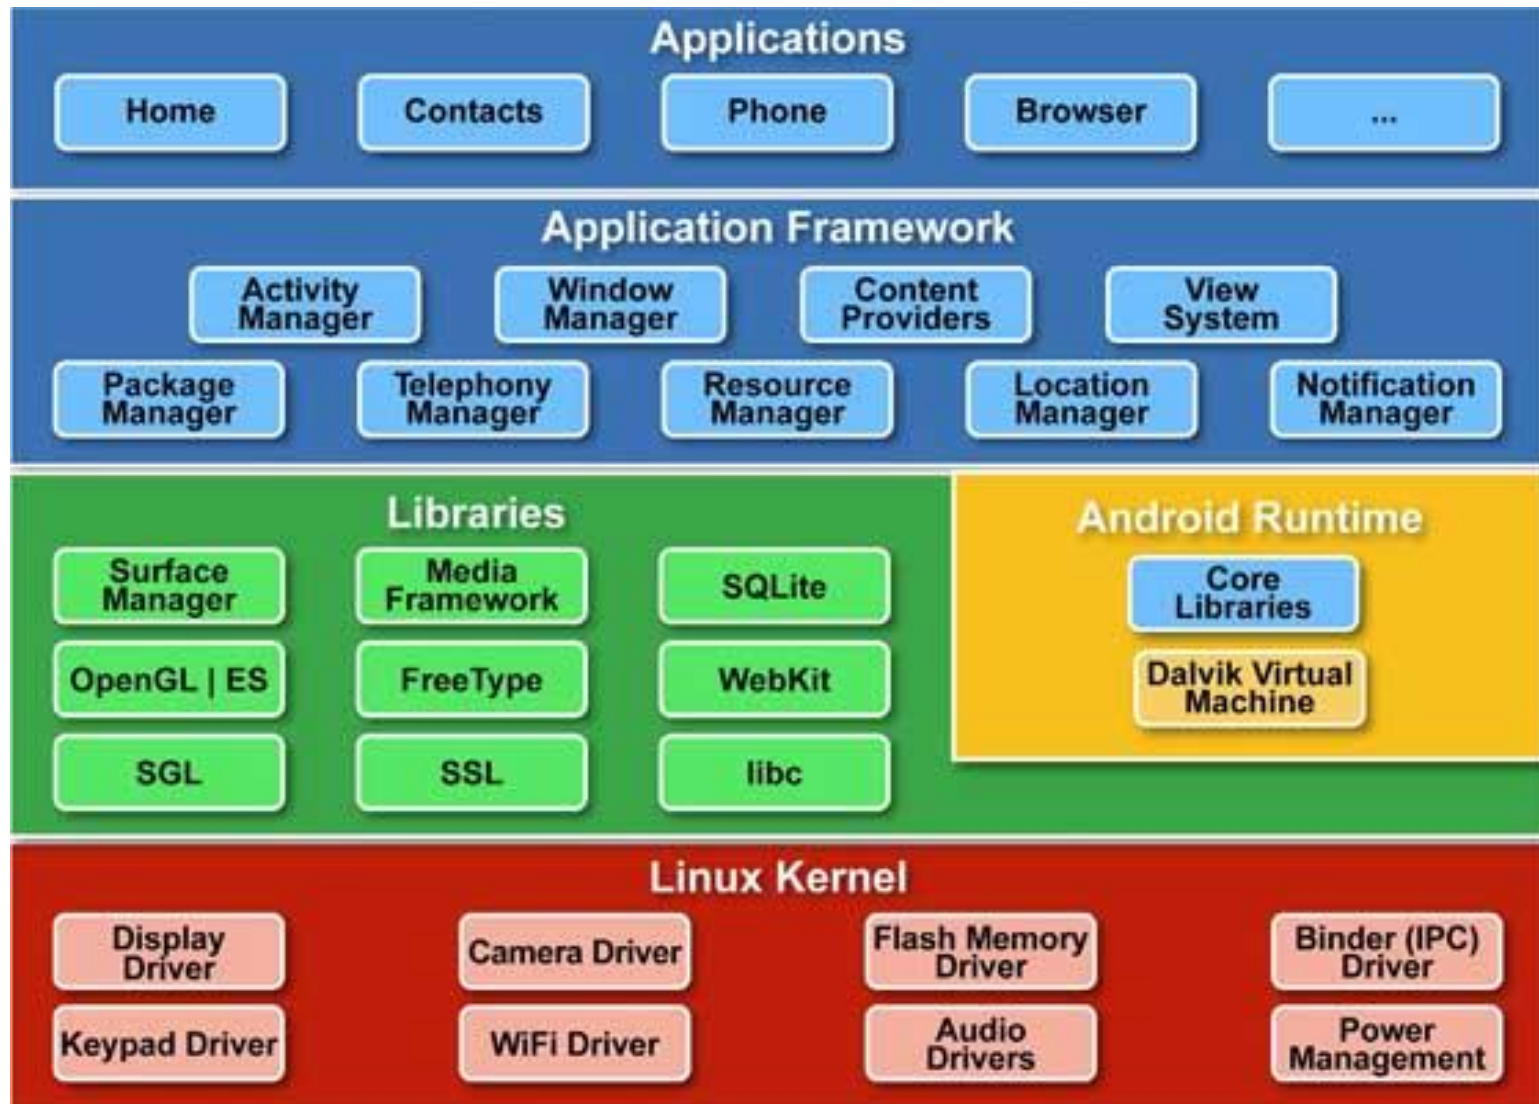 Applications
Home
Contacts
Phone
Browser
...
Application Framework
Activity
Manager
Window
Manager
Content
Providers
View
System
Package
Manager
Telephony
Manager
Resource
Manager
Location
Manager
Notification
Manager
Libraries
Surface
Manager
Media
Framework
SQLite
OpenGL | ES
FreeType
WebKit
SGL
SSL
libc
Android Runtime
Core
Libraries
Dalvik Virtual
Machine
Linux Kernel
Display
Driver
Camera Driver
Flash Memory
Driver
Binder (IPC)
Driver
Keypad Driver
WiFi Driver
Audio
Drivers
Power
Management